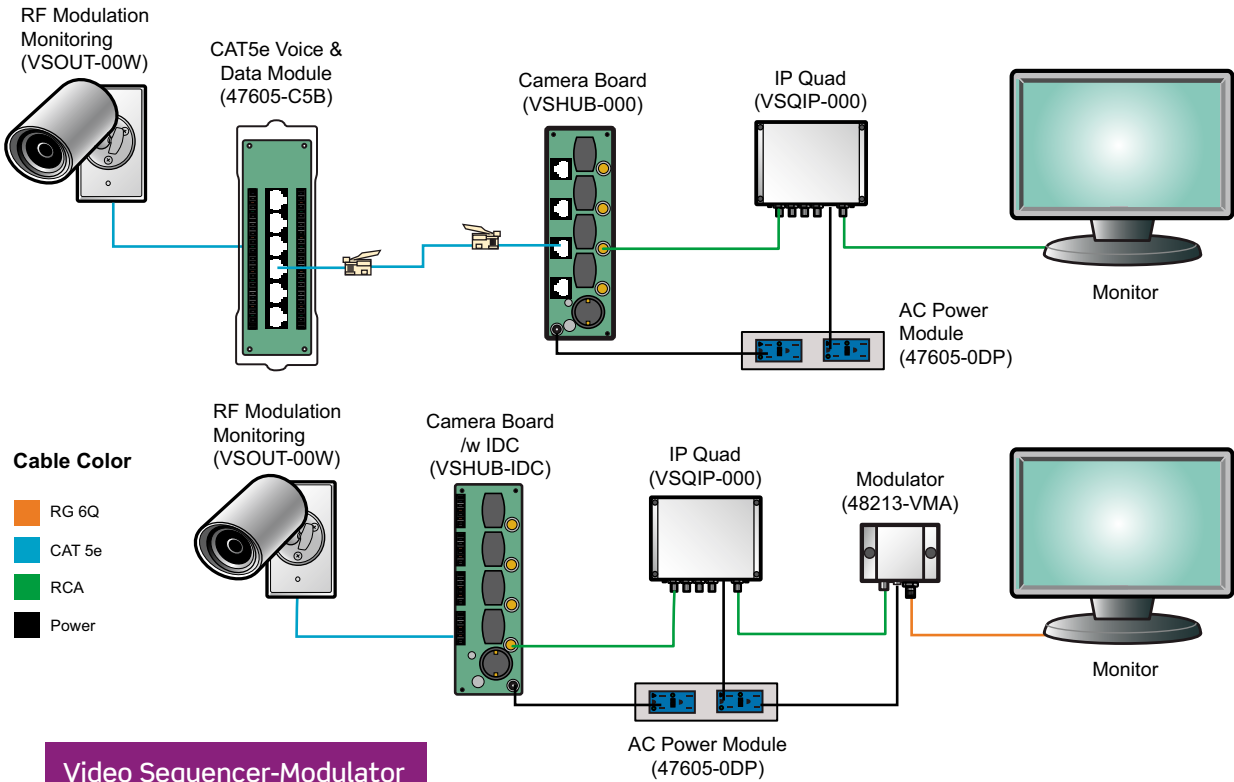 RF Modulation
Monitoring
(VSOUT-00W)
CAT5e Voice &
Data Module
(47605-C5B)
Camera Board
(VSHUB-000)
IP Quad
(VSQIP-000)
Monitor
AC Power
Module
(47605-0DP)
Cable Color
RG 6Q
CAT 5e
RCA
Power
RF Modulation
Monitoring
(VSOUT-00W)
Camera Board
/w IDC
(VSHUB-IDC)
IP Quad
(VSQIP-000)
Modulator
(48213-VMA)
Monitor
AC Power Module
(47605-0DP)
Video Sequencer-Modulator